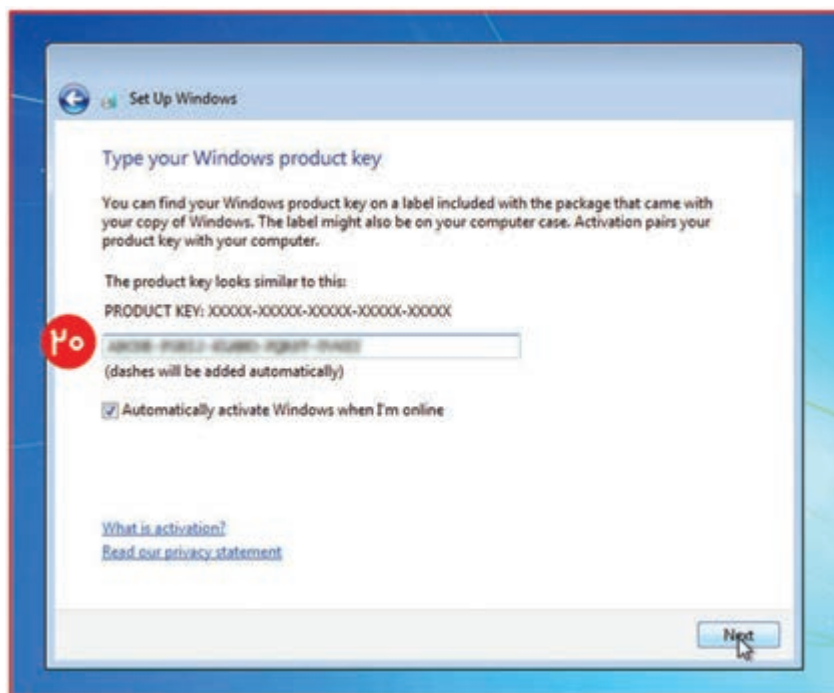 Set Up Windows
Type your Windows product key
You can find your Windows product key on a label included with the package that came with
your copy of Windows. The label might also be on your computer case. Activation pairs your
product key with your computer.
The product key looks similar to this:
PRODUCT KEY: XXXXX-XXXXX-XXXXX-XXXXX-XXXXX
۲۰
(dashes will be added automatically)
Automatically activate Windows when I'm online
What is activation?
Read our privacy statement
Next